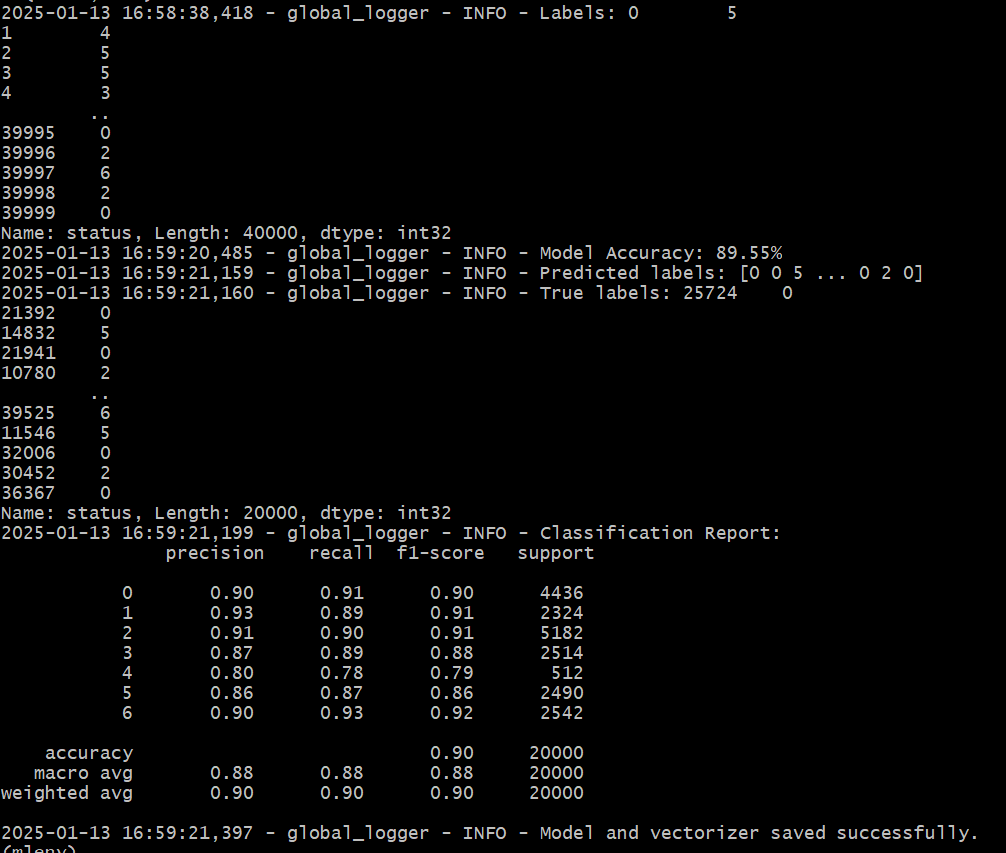 2025-01-13 16:58:38,418 - global_logger - INFO - Labels: 0        5
1        4
2        5
3        5
4        3
        ..
39995    0
39996    2
39997    6
39998    2
39999    0
Name: status, Length: 40000, dtype: int32
2025-01-13 16:59:20,485 - global_logger - INFO - Model Accuracy: 89.55%
2025-01-13 16:59:21,159 - global_logger - INFO - Predicted labels: [0 0 5 ... 0 2 0]
2025-01-13 16:59:21,160 - global_logger - INFO - True labels: 25724    0
21392    0
14832    5
21941    0
10780    2
        ..
39525    6
11546    5
32006    0
30452    2
36367    0
Name: status, Length: 20000, dtype: int32
2025-01-13 16:59:21,199 - global_logger - INFO - Classification Report:
               precision    recall  f1-score   support

           0       0.90      0.91      0.90      4436
           1       0.93      0.89      0.91      2324
           2       0.91      0.90      0.91      5182
           3       0.87      0.89      0.88      2514
           4       0.80      0.78      0.79       512
           5       0.86      0.87      0.86      2490
           6       0.90      0.93      0.92      2542

    accuracy                           0.90     20000
   macro avg       0.88      0.88      0.88     20000
weighted avg       0.90      0.90      0.90     20000

2025-01-13 16:59:21,397 - global_logger - INFO - Model and vectorizer saved successfully.
(mlenv)